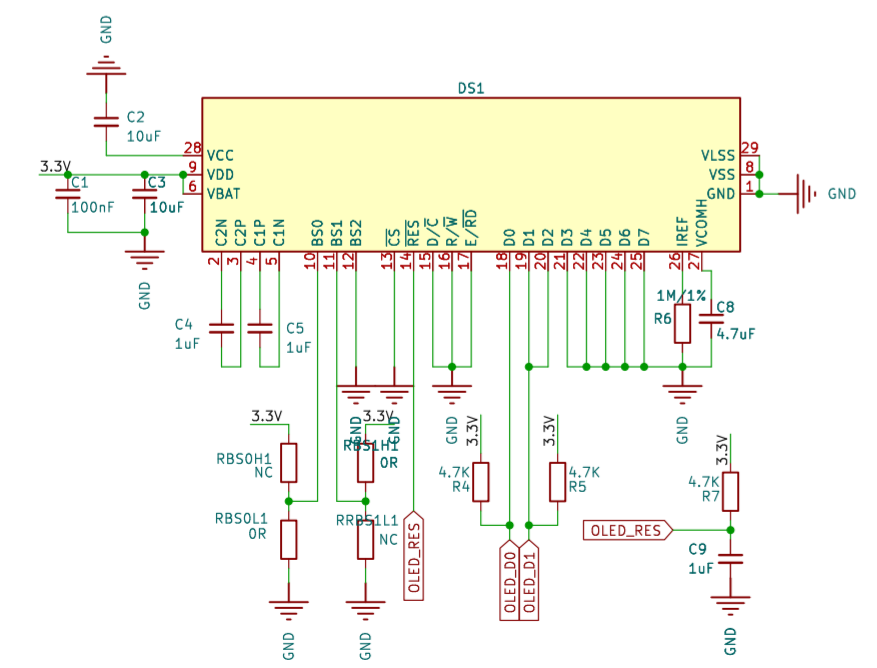 GND
DS1
C2
10uF
28
VCC
3.3V
9
VDD
6
VBAT
C1
100nF
C3
10uF
GND
VLSS
29
VSS
8
GND
1
GND
C2N
C2P
C1P
C1N
BS0
BS1
BS2
CS
RES
D/C
R/W
E/RD
D0
D1
D2
D3
D4
D5
D6
D7
IREF
VCOMH
2
3
4
5
10
11
12
13
14
15
16
17
18
19
20
21
22
23
24
25
26
27
C4
1uF
C5
1uF
1M/1%
R6
C8
4.7uF
GND
GND
GND
GND
3.3V
3.3V
3.3V
3.3V
3.3V
RBS0H1
NC
RBS1H1
0R
4.7K
R4
4.7K
R5
4.7K
R7
RBS0L1
0R
RRBS1L1
NC
OLED_RES
OLED_D0
OLED_D1
OLED_RES
C9
1uF
GND
GND
GND